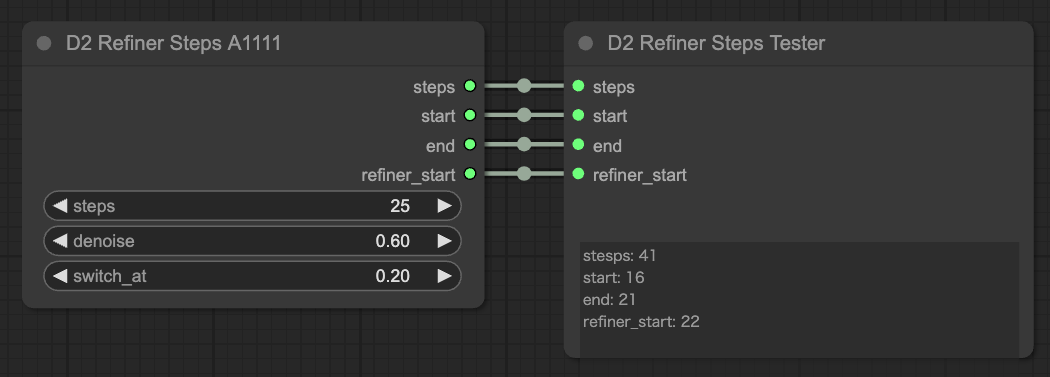 D2 Refiner Steps A1111
steps
start
end
refiner_start
steps 25
denoise 0.60
switch_at 0.20
D2 Refiner Steps Tester
steps
start
end
refiner_start
stesps: 41
start: 16
end: 21
refiner_start: 22